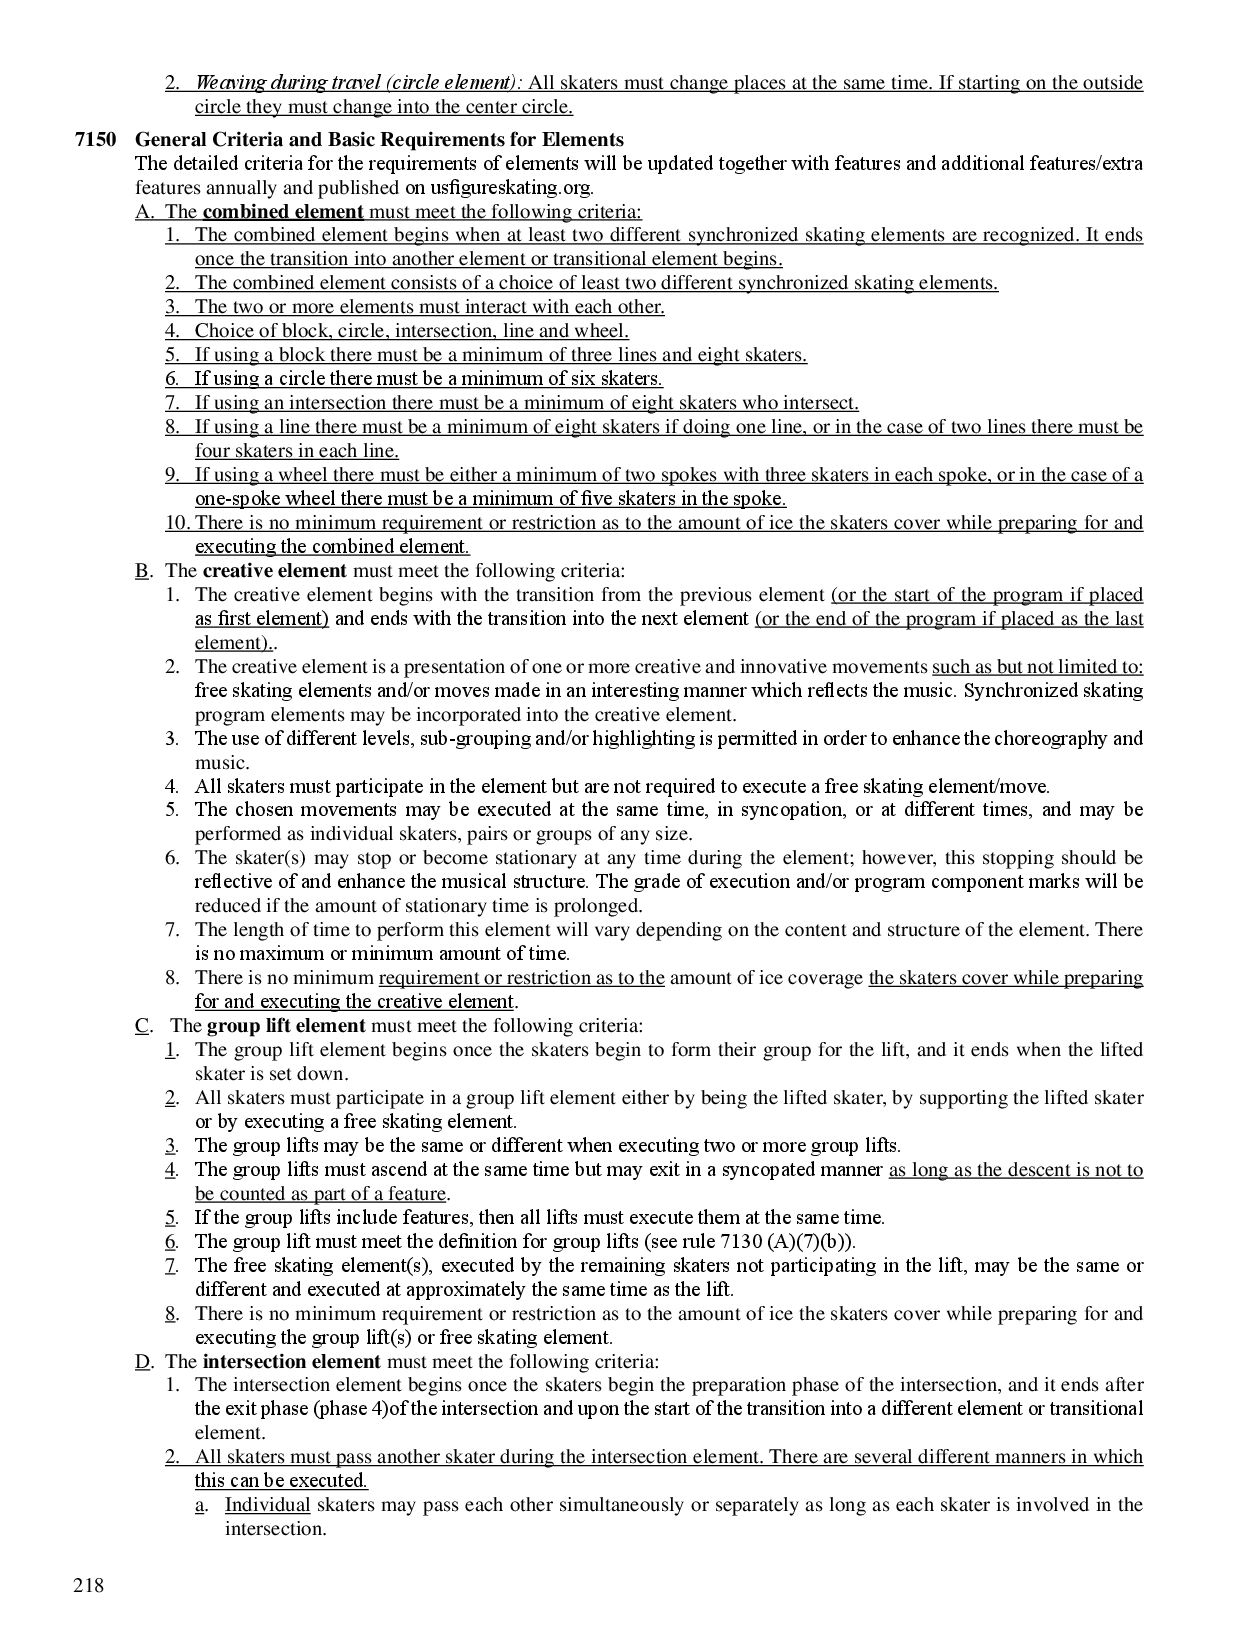 2. Weaving during travel (circle element): All skaters must change places at the same time. If starting on the outside
circle they must change into the center circle.
7150 General Criteria and Basic Requirements for Elements
The detailed criteria for the requirements of elements will be updated together with features and additional features/extra
features annually and published on usfigureskating.org.
A. The combined element must meet the following criteria:
1. The combined element begins when at least two different synchronized skating elements are recognized. It ends
once the transition into another element or transitional element begins.
2. The combined element consists of a choice of least two different synchronized skating elements.
3. The two or more elements must interact with each other.
4. Choice of block, circle, intersection, line and wheel.
5. If using a block there must be a minimum of three lines and eight skaters.
6. If using a circle there must be a minimum of six skaters.
7. If using an intersection there must be a minimum of eight skaters who intersect.
8. If using a line there must be a minimum of eight skaters if doing one line, or in the case of two lines there must be
four skaters in each line.
9. If using a wheel there must be either a minimum of two spokes with three skaters in each spoke, or in the case of a
one-spoke wheel there must be a minimum of five skaters in the spoke.
10. There is no minimum requirement or restriction as to the amount of ice the skaters cover while preparing for and
executing the combined element.
B. The creative element must meet the following criteria:
1. The creative element begins with the transition from the previous element (or the start of the program if placed
as first element) and ends with the transition into the next element (or the end of the program if placed as the last
element)..
2. The creative element is a presentation of one or more creative and innovative movements such as but not limited to:
free skating elements and/or moves made in an interesting manner which reflects the music. Synchronized skating
program elements may be incorporated into the creative element.
3. The use of different levels, sub-grouping and/or highlighting is permitted in order to enhance the choreography and
music.
4. All skaters must participate in the element but are not required to execute a free skating element/move.
5. The chosen movements may be executed at the same time, in syncopation, or at different times, and may be
performed as individual skaters, pairs or groups of any size.
6. The skater(s) may stop or become stationary at any time during the element; however, this stopping should be
reflective of and enhance the musical structure. The grade of execution and/or program component marks will be
reduced if the amount of stationary time is prolonged.
7. The length of time to perform this element will vary depending on the content and structure of the element. There
is no maximum or minimum amount of time.
8. There is no minimum requirement or restriction as to the amount of ice coverage the skaters cover while preparing
for and executing the creative element.
C. The group lift element must meet the following criteria:
1. The group lift element begins once the skaters begin to form their group for the lift, and it ends when the lifted
skater is set down.
2. All skaters must participate in a group lift element either by being the lifted skater, by supporting the lifted skater
or by executing a free skating element.
3. The group lifts may be the same or different when executing two or more group lifts.
4. The group lifts must ascend at the same time but may exit in a syncopated manner as long as the descent is not to
be counted as part of a feature.
5. If the group lifts include features, then all lifts must execute them at the same time.
6. The group lift must meet the definition for group lifts (see rule 7130 (A)(7)(b)).
7. The free skating element(s), executed by the remaining skaters not participating in the lift, may be the same or
different and executed at approximately the same time as the lift.
8. There is no minimum requirement or restriction as to the amount of ice the skaters cover while preparing for and
executing the group lift(s) or free skating element.
D. The intersection element must meet the following criteria:
1. The intersection element begins once the skaters begin the preparation phase of the intersection, and it ends after
the exit phase (phase 4)of the intersection and upon the start of the transition into a different element or transitional
element.
2. All skaters must pass another skater during the intersection element. There are several different manners in which
this can be executed.
a. Individual skaters may pass each other simultaneously or separately as long as each skater is involved in the
intersection.
218